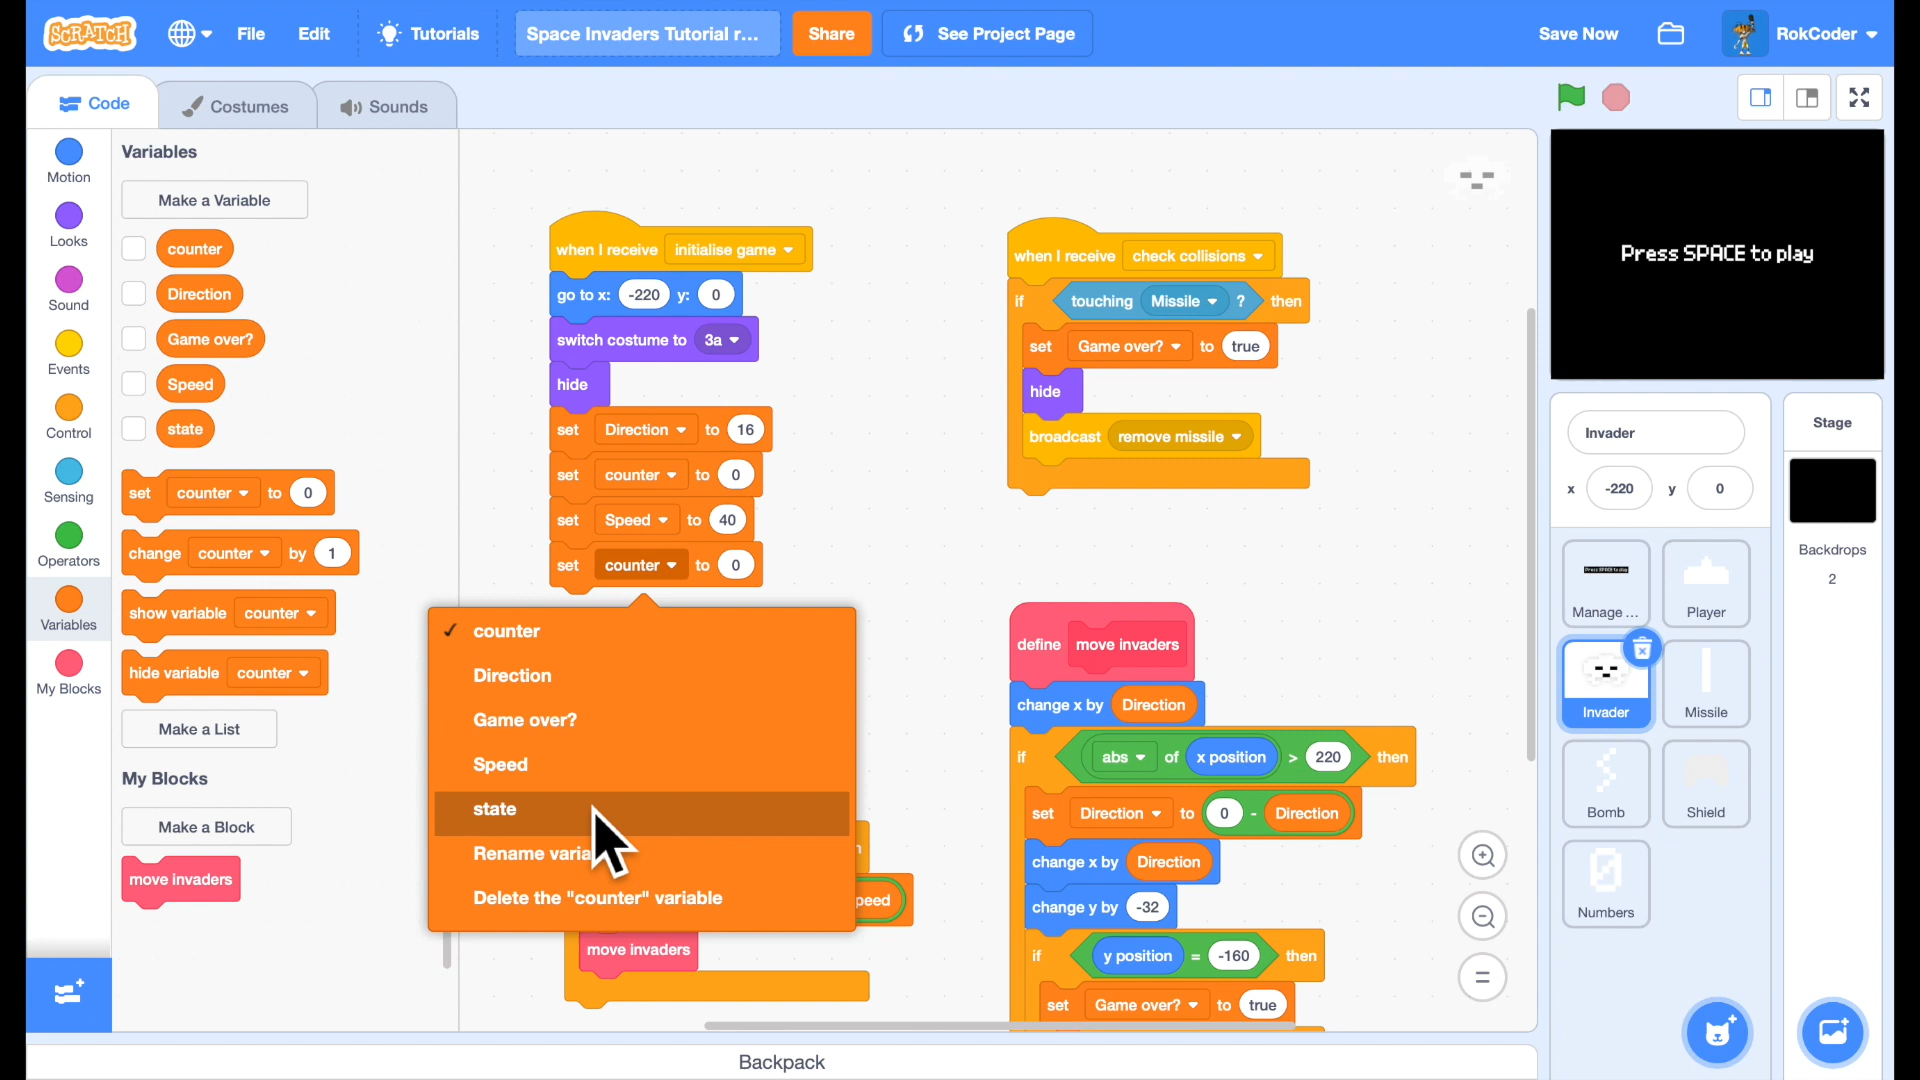 SCRATCH
File
Edit
Tutorials
Space Invaders Tutorial r...
Share
See Project Page
Save Now
RokCoder
Code
Costumes
Sounds
Motion
Looks
Sound
Events
Control
Sensing
Operators
Variables
My Blocks
Variables
Make a Variable
counter
Direction
Game over?
Speed
state
set counter to 0
change counter by 1
show variable counter
hide variable counter
Make a List
My Blocks
Make a Block
move invaders
when I receive initialise game
go to x: -220 y: 0
switch costume to 3a
hide
set Direction to 16
set counter to 0
set Speed to 40
set counter to 0
✓ counter
Direction
Game over?
Speed
state
Rename varia
Delete the "counter" variable
peed
move invaders
when I receive check collisions
if touching Missile ? then
set Game over? to true
hide
broadcast remove missile
define move invaders
change x by Direction
if abs of x position > 220 then
set Direction to 0 - Direction
change x by Direction
change y by -32
if y position = -160 then
set Game over? to true
Backpack
Press SPACE to play
Invader
x -220 y 0
Stage
Backdrops
2
Press SPACE to play
Manage ...
Player
Invader
Missile
Bomb
Shield
0
Numbers